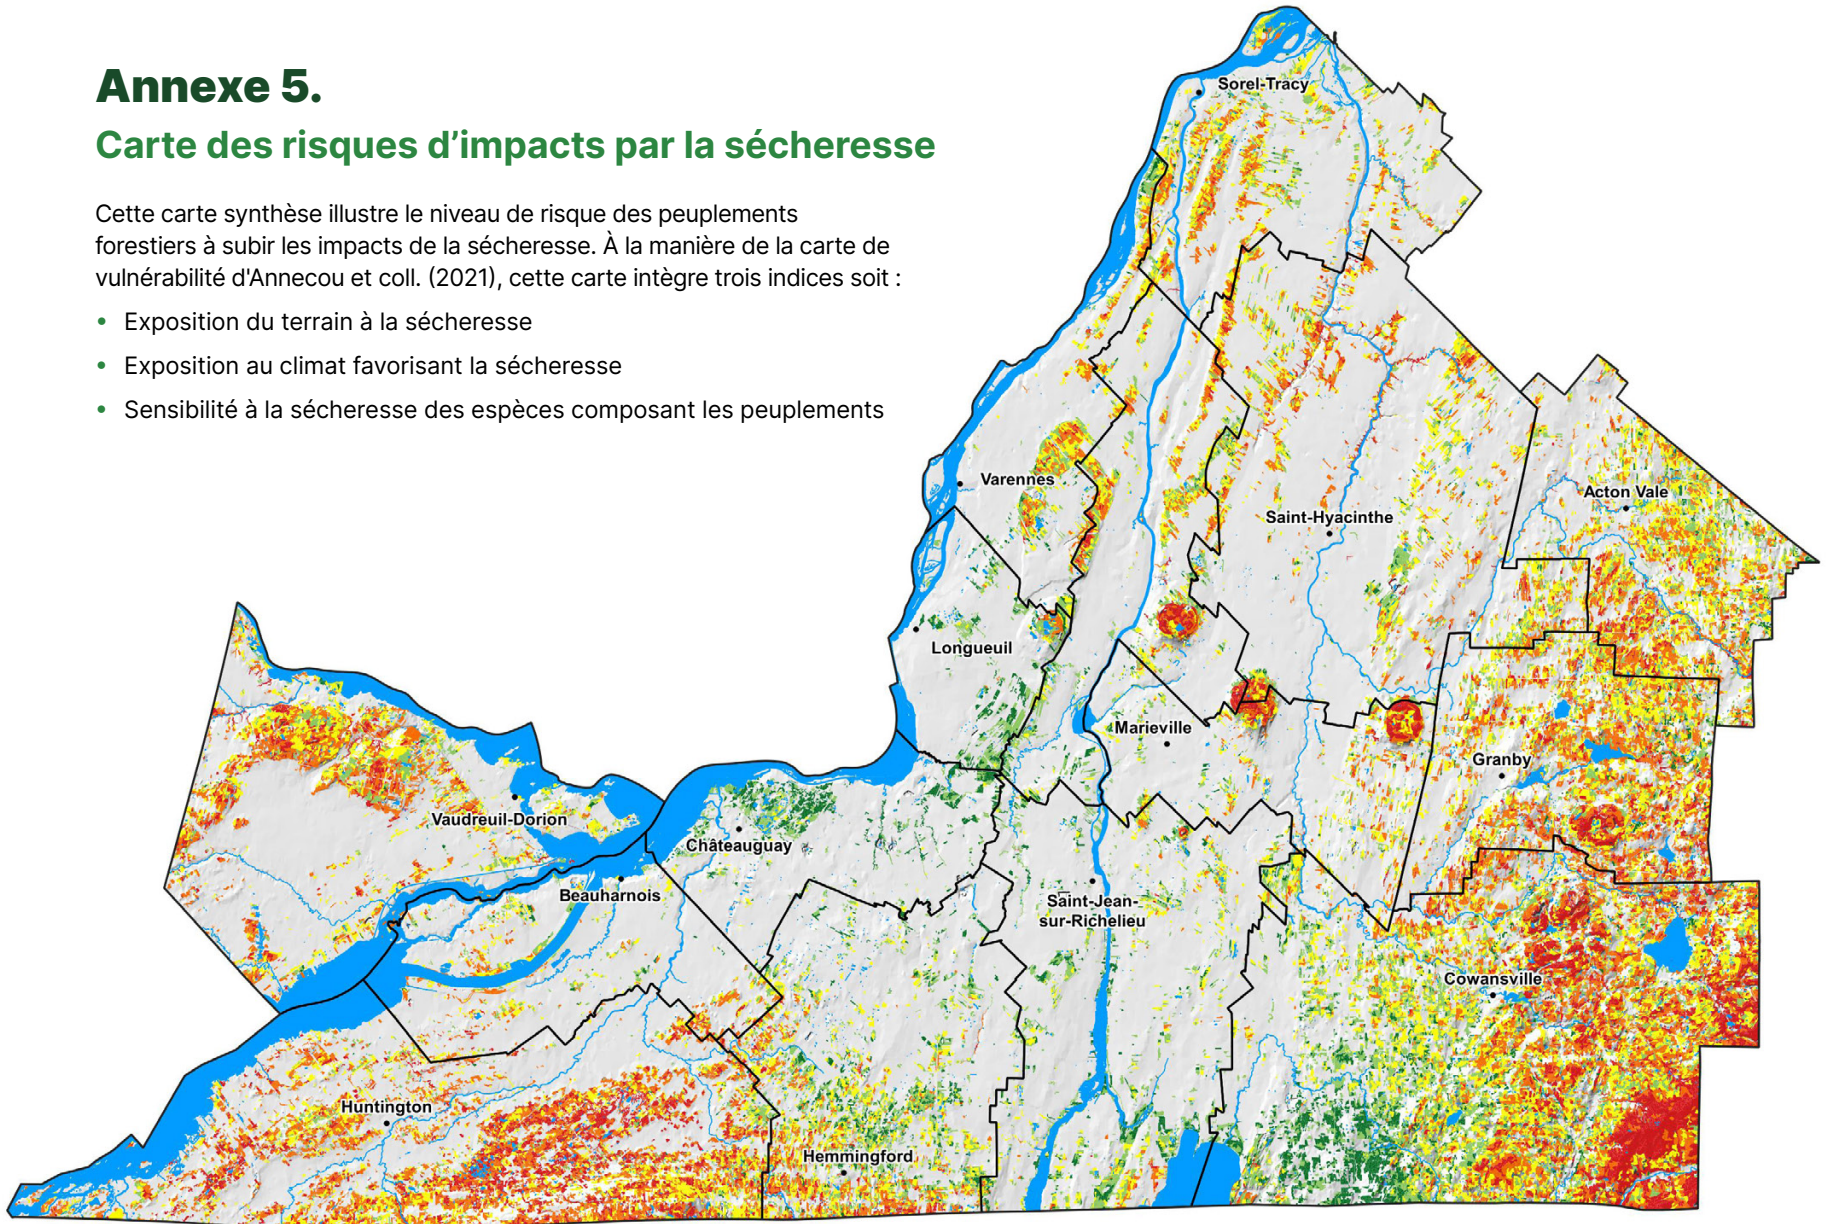 Annexe 5.
Carte des risques d’impacts par la sécheresse
Cette carte synthèse illustre le niveau de risque des peuplements
forestiers à subir les impacts de la sécheresse. À la manière de la carte de
vulnérabilité d'Annecou et coll. (2021), cette carte intègre trois indices soit :
• Exposition du terrain à la sécheresse
• Exposition au climat favorisant la sécheresse
• Sensibilité à la sécheresse des espèces composant les peuplements
Sorel-Tracy
Varennes
Acton Vale
Saint-Hyacinthe
Longueuil
Marieville
Granby
Vaudreuil-Dorion
Châteauguay
Beauharnois
Saint-Jean-
sur-Richelieu
Cowansville
Huntington
Hemmingford